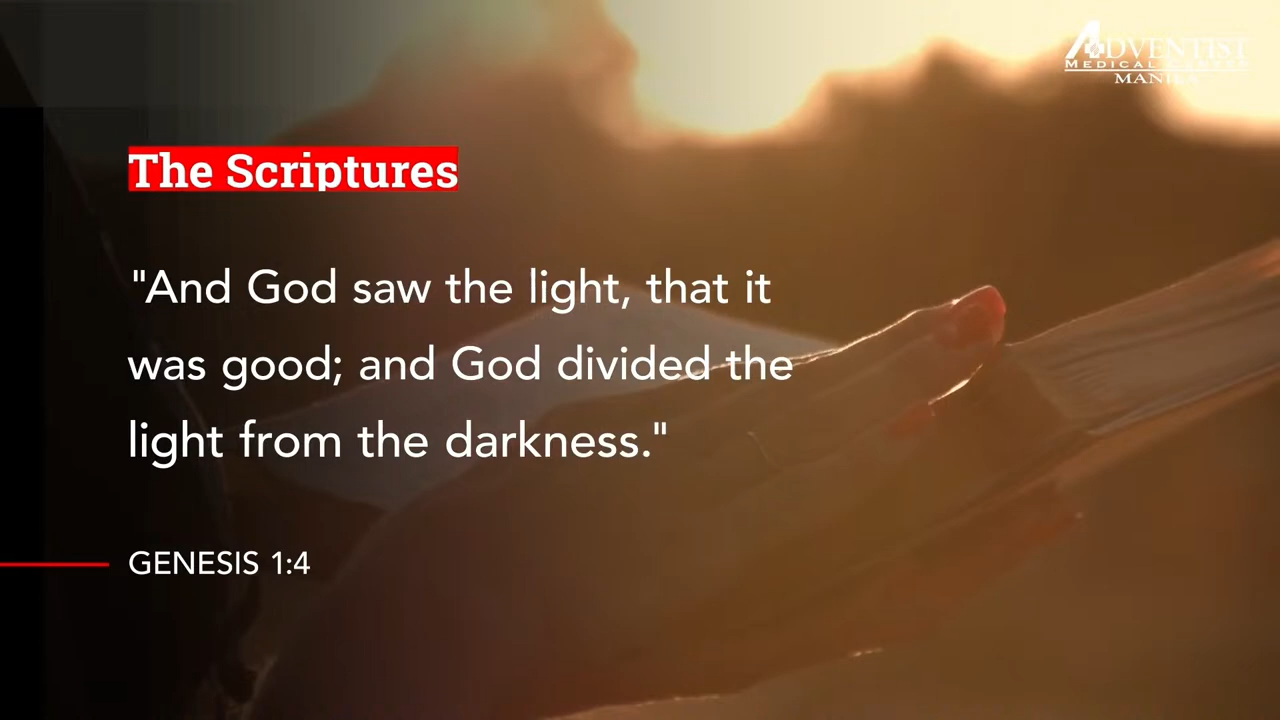 ADVENTIST
MEDICAL CENTER
MANILA
The Scriptures
"And God saw the light, that it
was good; and God divided the
light from the darkness."
GENESIS 1:4